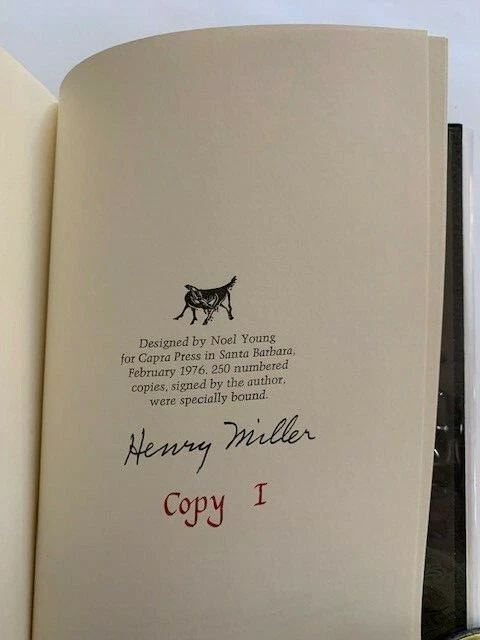 Designed by Noel Young
for Capra Press in Santa Barbara,
February 1976. 250 numbered
copies, signed by the author,
were specially bound.
Henry Miller
Copy I